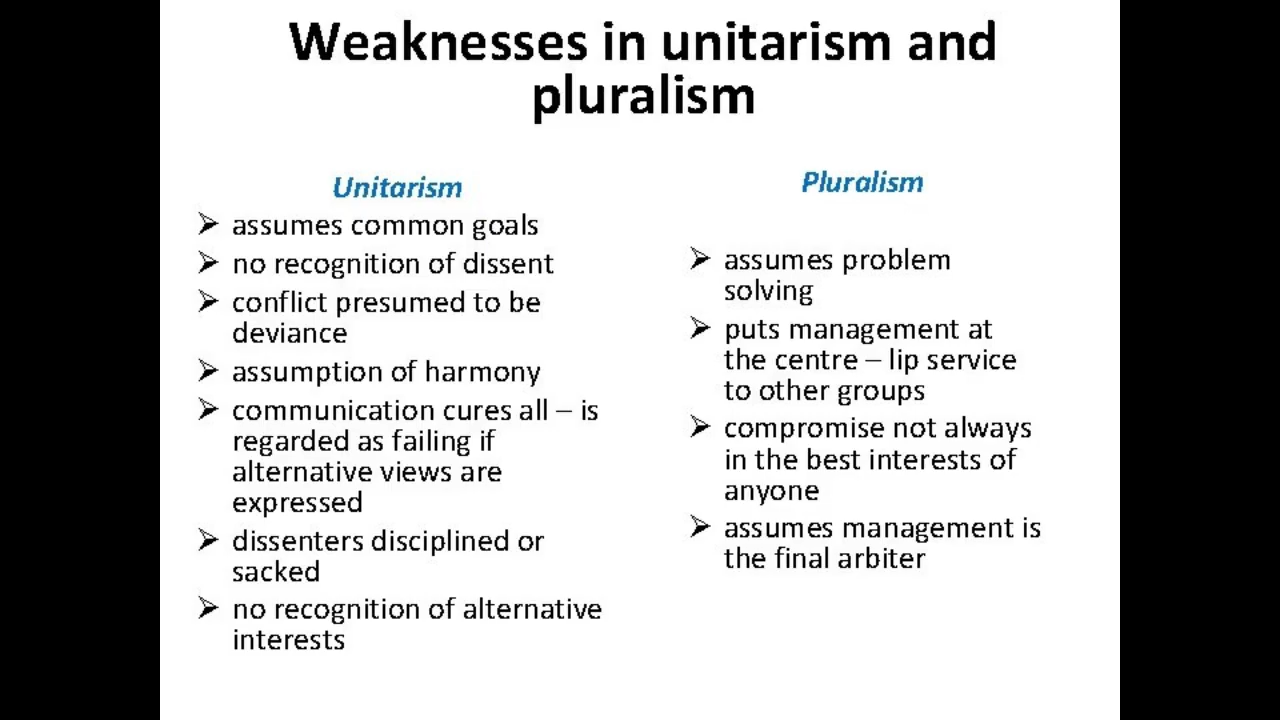 Weaknesses in unitarism and
pluralism
Unitarism
➢ assumes common goals
➢ no recognition of dissent
➢ conflict presumed to be
deviance
➢ assumption of harmony
➢ communication cures all – is
regarded as failing if
alternative views are
expressed
➢ dissenters disciplined or
sacked
➢ no recognition of alternative
interests
Pluralism
➢ assumes problem
solving
➢ puts management at
the centre – lip service
to other groups
➢ compromise not always
in the best interests of
anyone
➢ assumes management is
the final arbiter